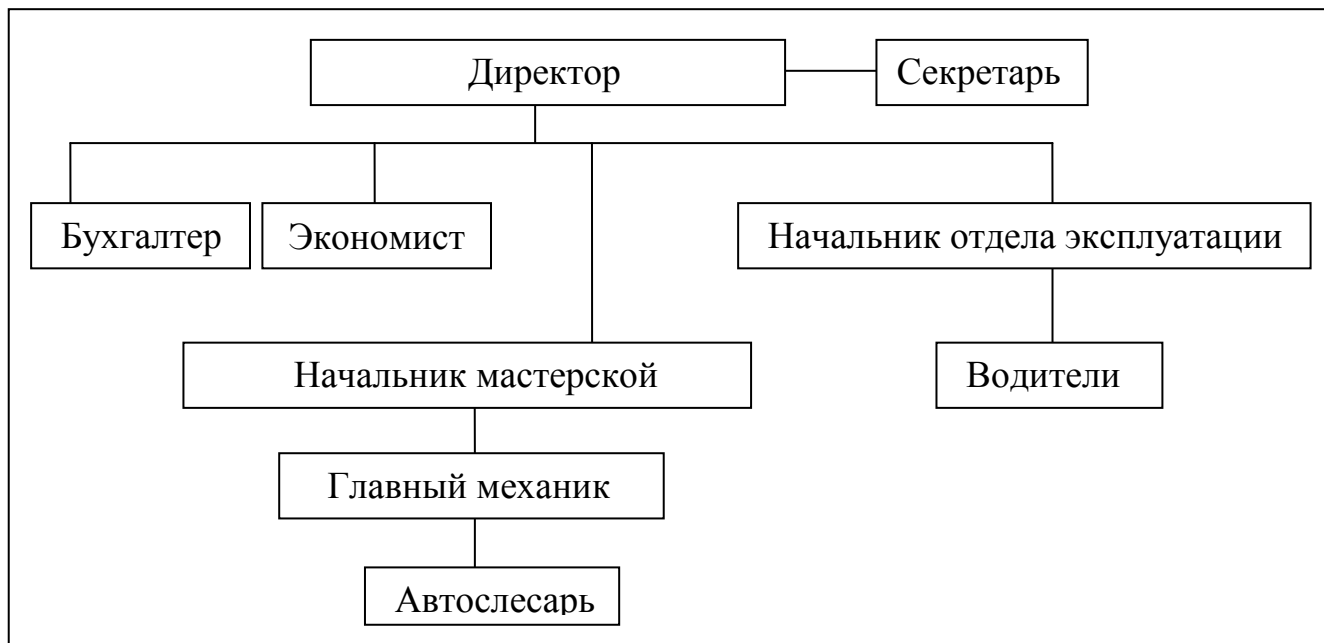 Директор
Секретарь
Бухгалтер
Экономист
Начальник отдела эксплуатации
Начальник мастерской
Водители
Главный механик
Автослесарь